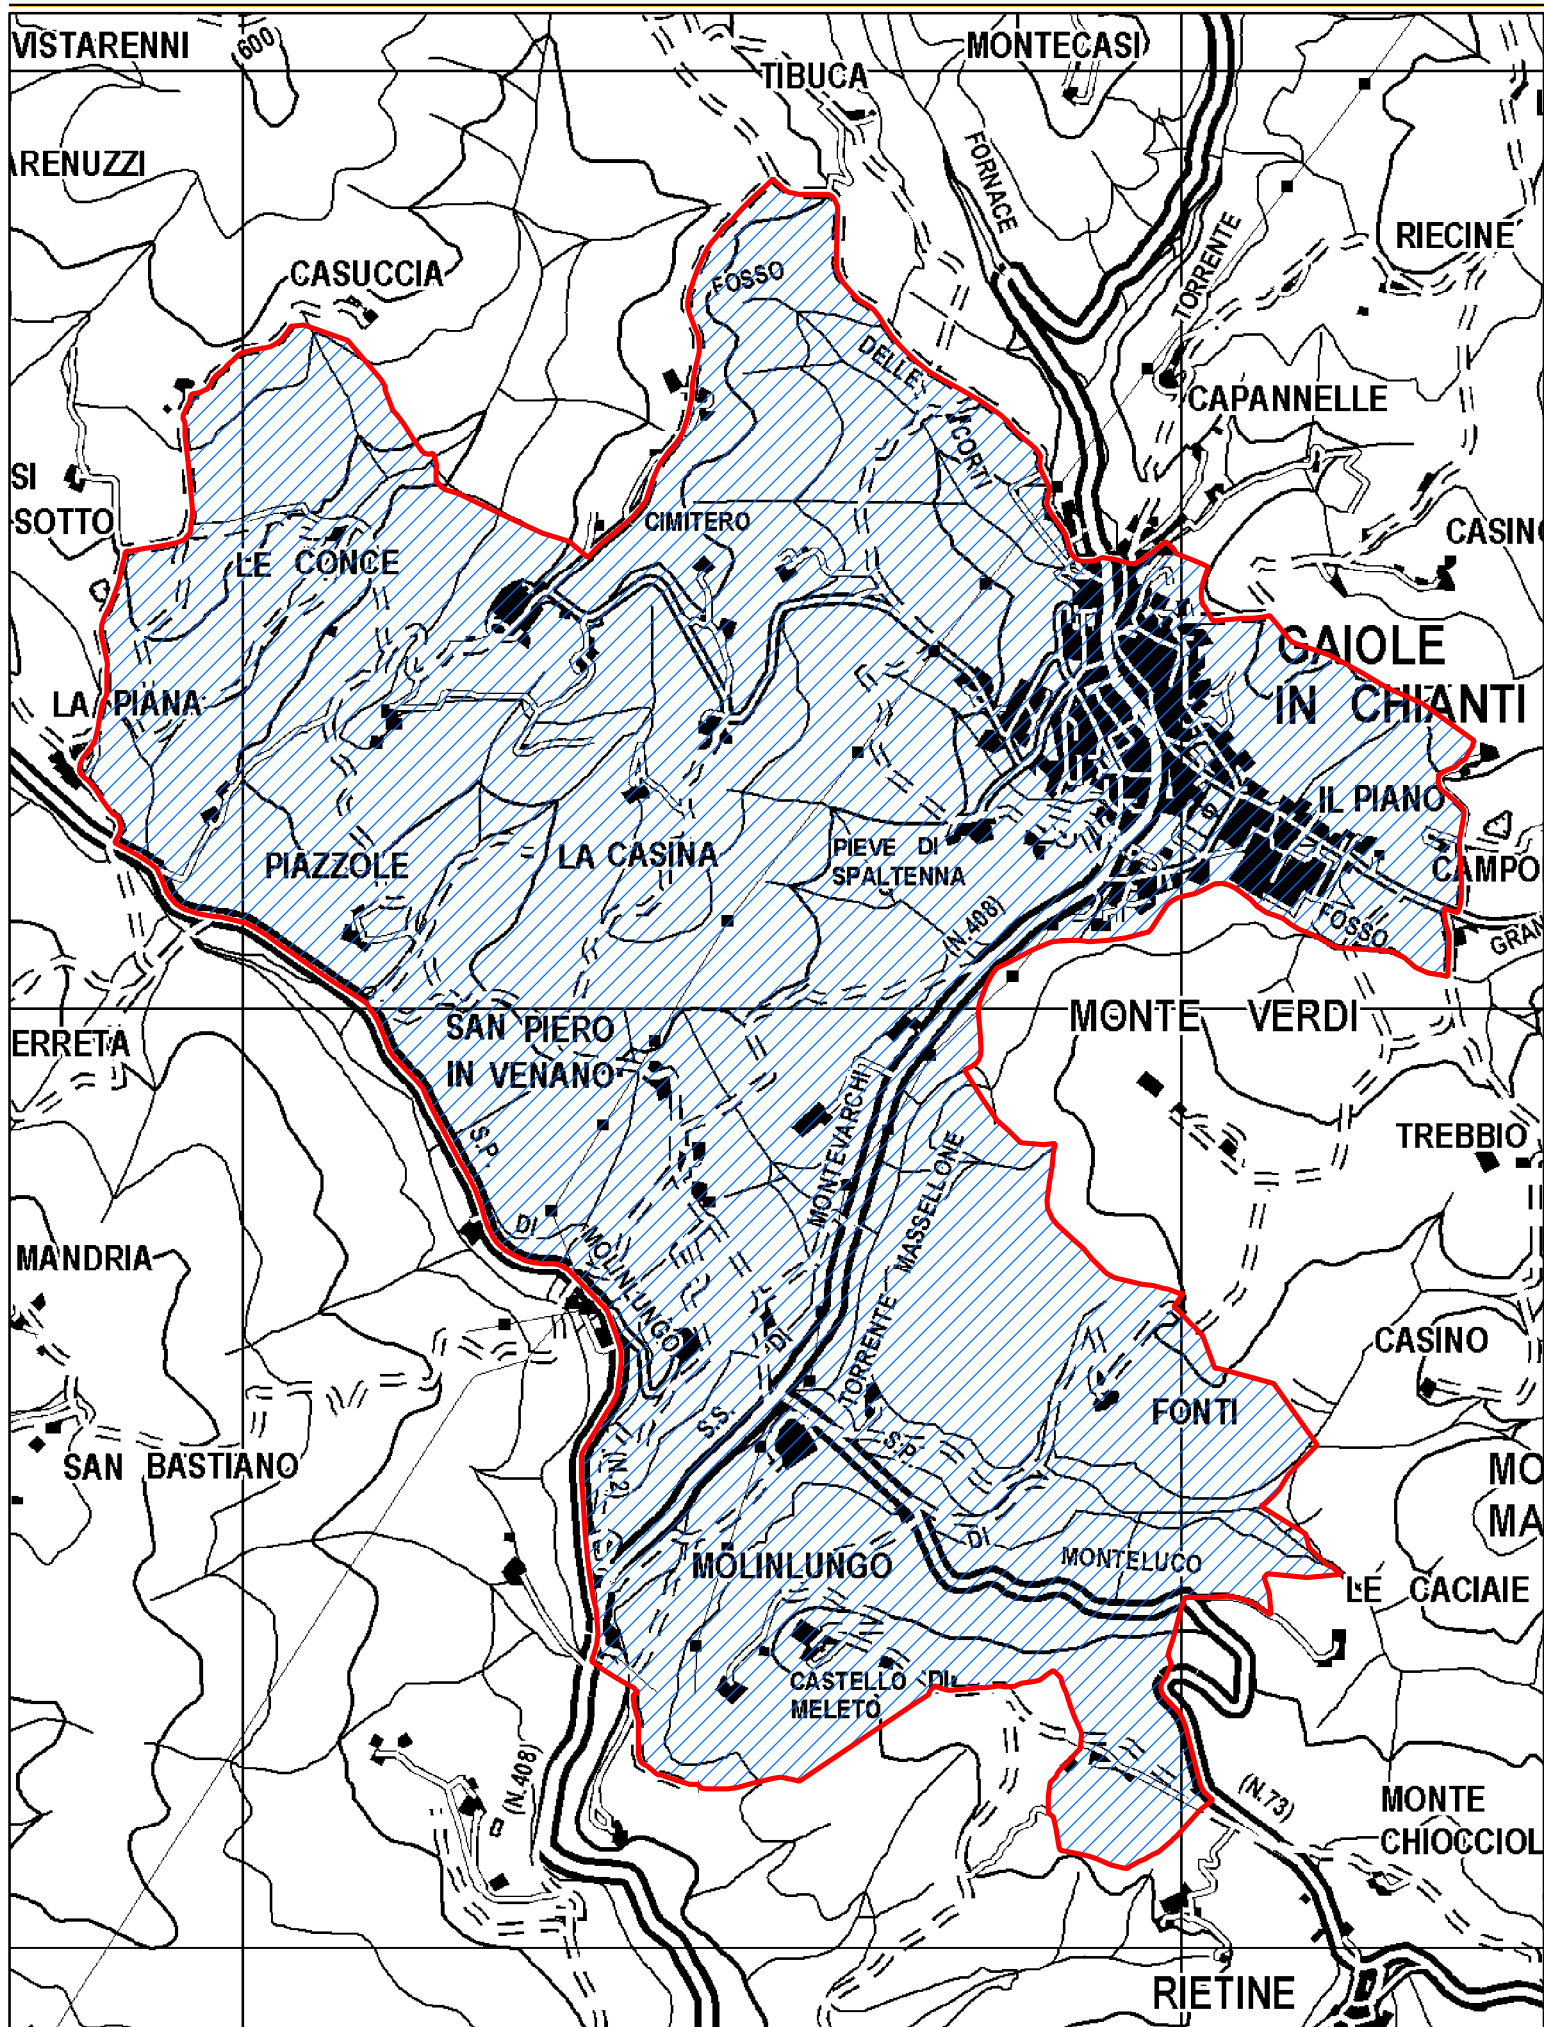 VISTARENNI
600
MONTECASI
TIBUCA
ARENUZZI
FORNACE
RIECINE
TORRENTE
CASUCCIA
FOSSO
DELLE
CORTI
CAPANNELLE
SI
SOTTO
CIMITERO
CASINO
LE CONCE
GAIOLE
IN CHIANTI
LA PIANA
IL PIANO
PIAZZOLE
LA CASINA
PIEVE DI
SPALTENNA
CAMPO
(N.408)
FOSSO
GRAN
MONTE VERDI
SAN PIERO
IN VENANO
ERRETA
S.P.
MONTEVARCHI
TORRENTE MASSELLONE
TREBBIO
DI
MOLINLUNGO
MANDRIA
DI
CASINO
S.S.
FONTI
S.P.
(N.2)
SAN BASTIANO
MO
MA
DI
MONTELUCO
MOLINLUNGO
LE CACIAIE
CASTELLO DI
MELETO
(N.408)
(N.73)
MONTE
CHIOCCIOL
RIETINE